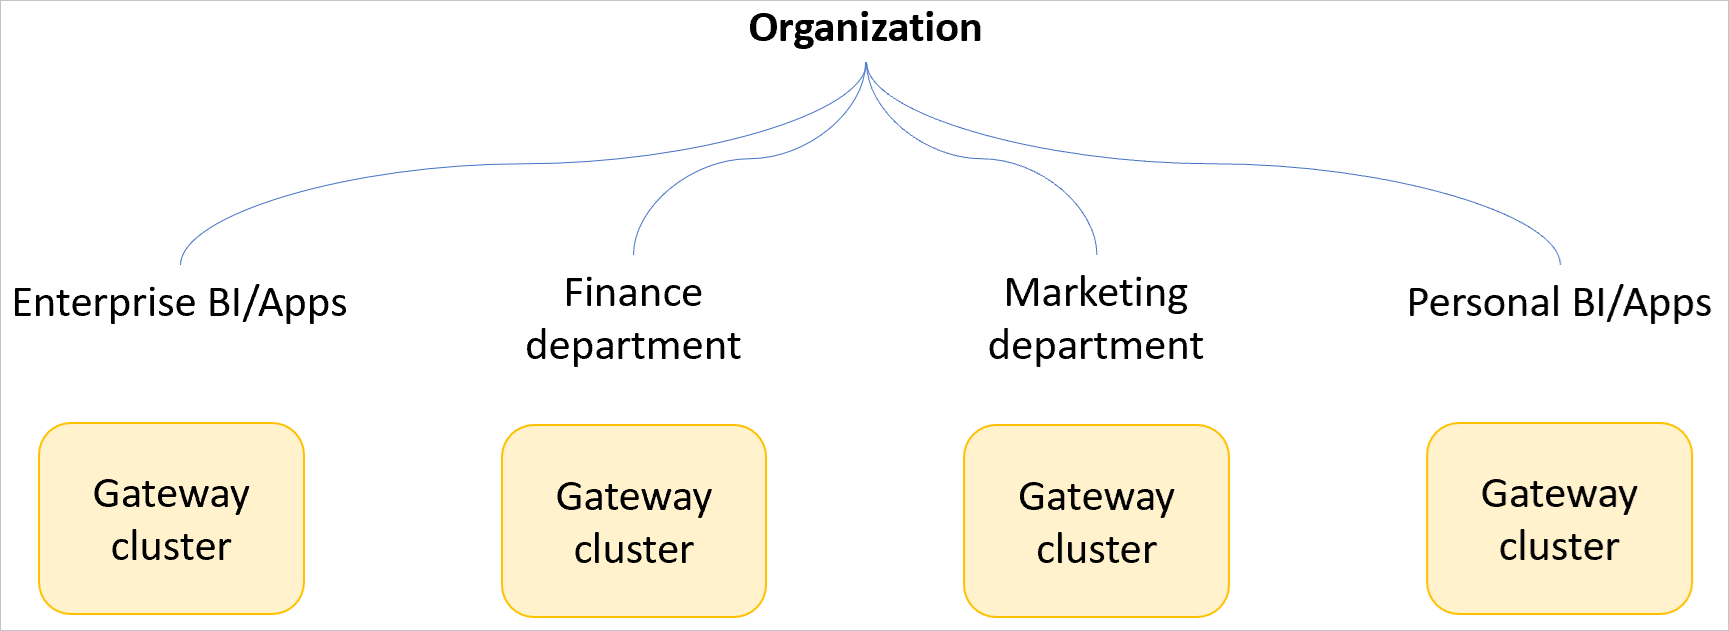 Organization
Enterprise BI/Apps
Finance
department
Marketing
department
Personal BI/Apps
Gateway
cluster
Gateway
cluster
Gateway
cluster
Gateway
cluster